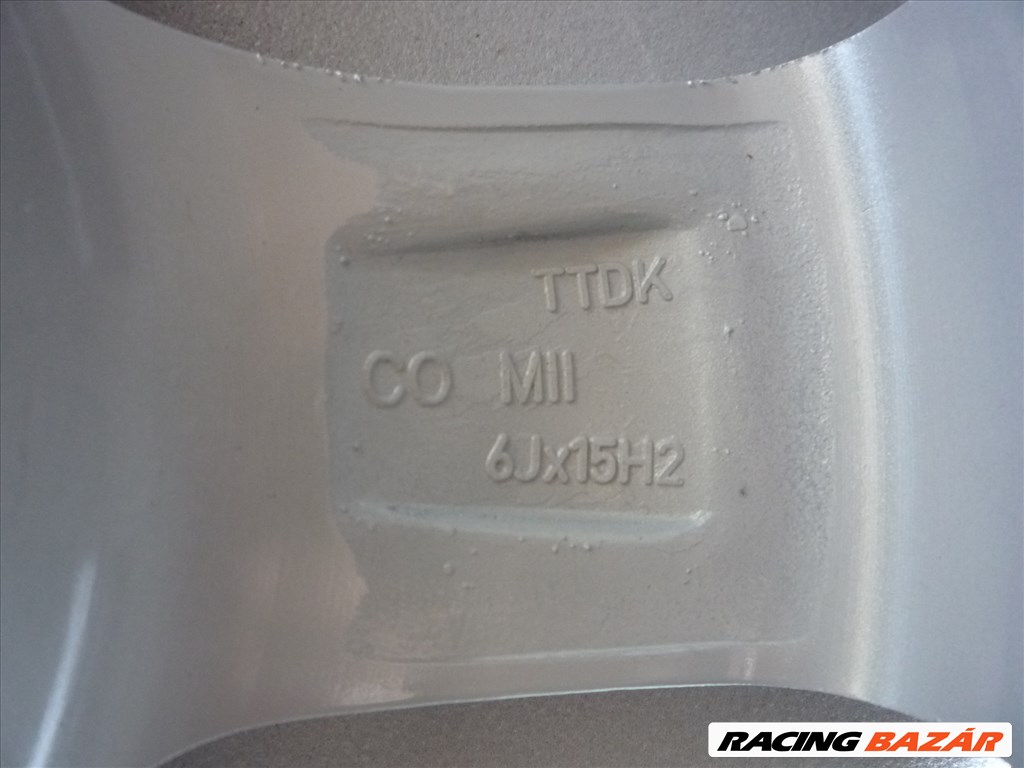 TTDK
CO MII
6Jx15H2
RACING BAZÁR